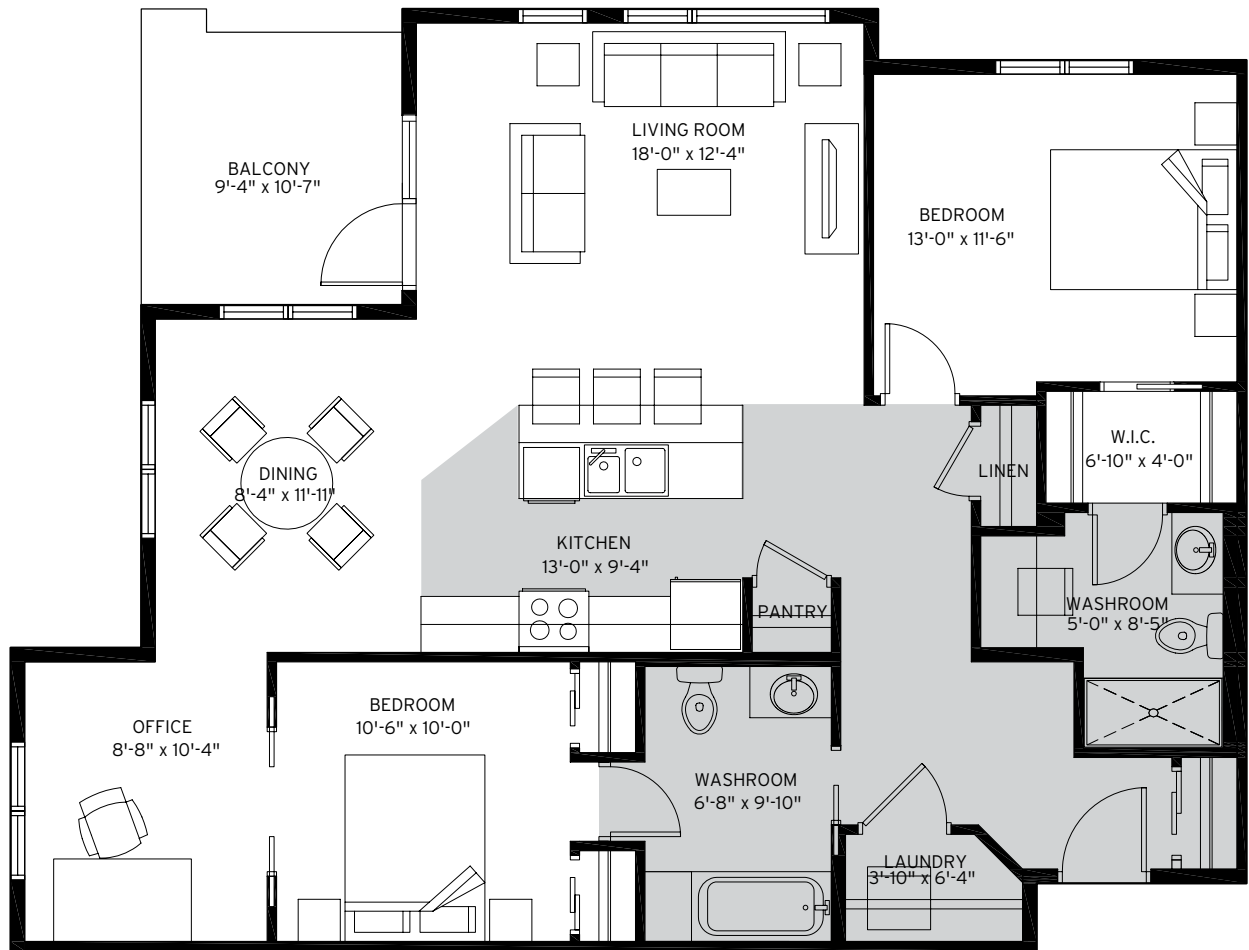 LIVING ROOM
18'-0" x 12'-4"
BALCONY
9'-4" x 10'-7"
BEDROOM
13'-0" x 11'-6"
W.I.C.
6'-10" x 4'-0"
LINEN
DINING
8'-4" x 11'-11"
KITCHEN
13'-0" x 9'-4"
PANTRY
WASHROOM
5'-0" x 8'-5"
OFFICE
8'-8" x 10'-4"
BEDROOM
10'-6" x 10'-0"
WASHROOM
6'-8" x 9'-10"
LAUNDRY
3'-10" x 6'-4"